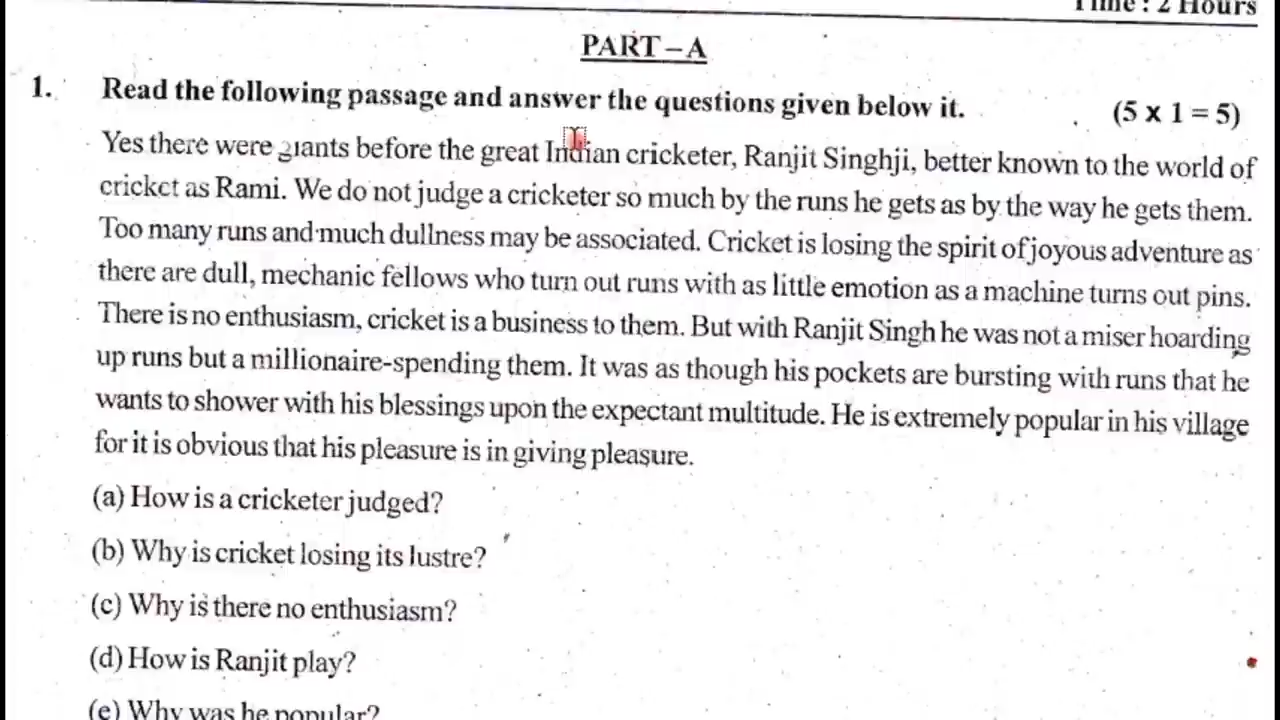 Time : 2 Hours
PART – A
1. Read the following passage and answer the questions given below it. (5 x 1 = 5)
Yes there were giants before the great Indian cricketer, Ranjit Singhji, better known to the world of
cricket as Rami. We do not judge a cricketer so much by the runs he gets as by the way he gets them.
Too many runs and much dullness may be associated. Cricket is losing the spirit of joyous adventure as
there are dull, mechanic fellows who turn out runs with as little emotion as a machine turns out pins.
There is no enthusiasm, cricket is a business to them. But with Ranjit Singh he was not a miser hoarding
up runs but a millionaire-spending them. It was as though his pockets are bursting with runs that he
wants to shower with his blessings upon the expectant multitude. He is extremely popular in his village
for it is obvious that his pleasure is in giving pleasure.
(a) How is a cricketer judged?
(b) Why is cricket losing its lustre?
(c) Why is there no enthusiasm?
(d) How is Ranjit play?
(e) Why was he popular?